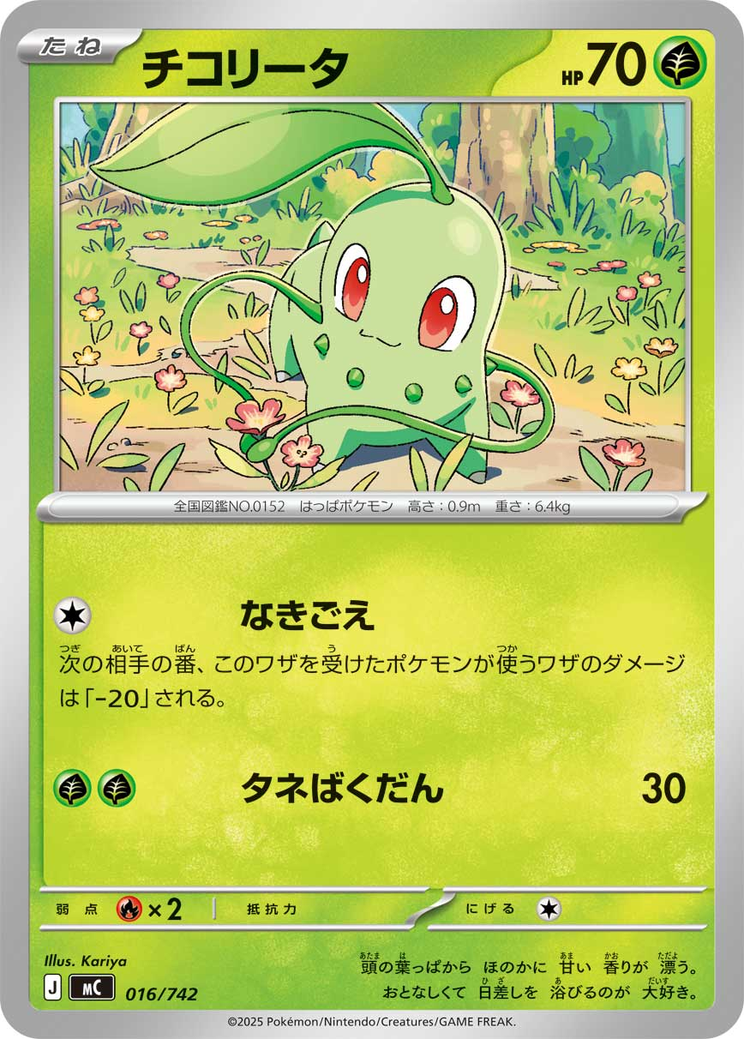 たね
チコリータ
HP70
全国図鑑NO.0152 はっぱポケモン 高さ:0.9m 重さ:6.4kg
なきごえ
次の相手の番、このワザを受けたポケモンが使うワザのダメージ
は「-20」される。
タネばくだん 30
弱点 ×2 抵抗力 にげる
Illus. Kariya
J MC 016/742
頭の葉っぱから ほのかに 甘い 香りが 漂う。
おとなしくて 日差しを 浴びるのが 大好き。
©2025 Pokémon/Nintendo/Creatures/GAME FREAK.